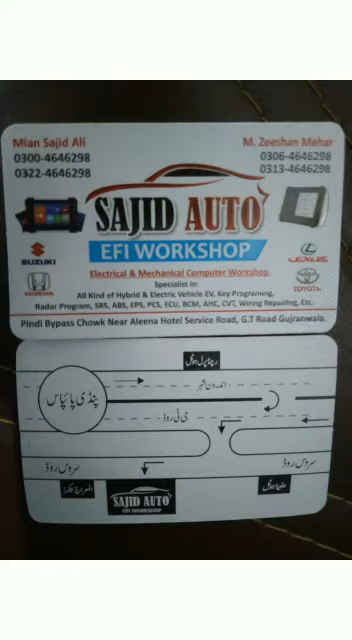 Mian Sajid Ali
0300-4646298
0322-4646298
M. Zeeshan Mehar
0306-4646298
0313-4646298
SAJID AUTO
EFI WORKSHOP
Electrical & Mechanical Computer Workshop
SUZUKI
LEXUS
HONDA
TOYOTA
Specialist in:
All Kind of Hybrid & Electric Vehicle EV, Key Programing,
Radar Program, SRS, ABS, EPS, PCS, ECU, BCM, AHC, CVT, Wiring Repairing, Etc.
Pindi Bypass Chowk Near Aleena Hotel Service Road, G.T Road Gujranwala.
اندرون شہر
پنڈی بائپاس
جی ٹی روڈ
سروس روڈ
سروس روڈ
علینا ہوٹل
SAJID AUTO
EFI WORKSHOP